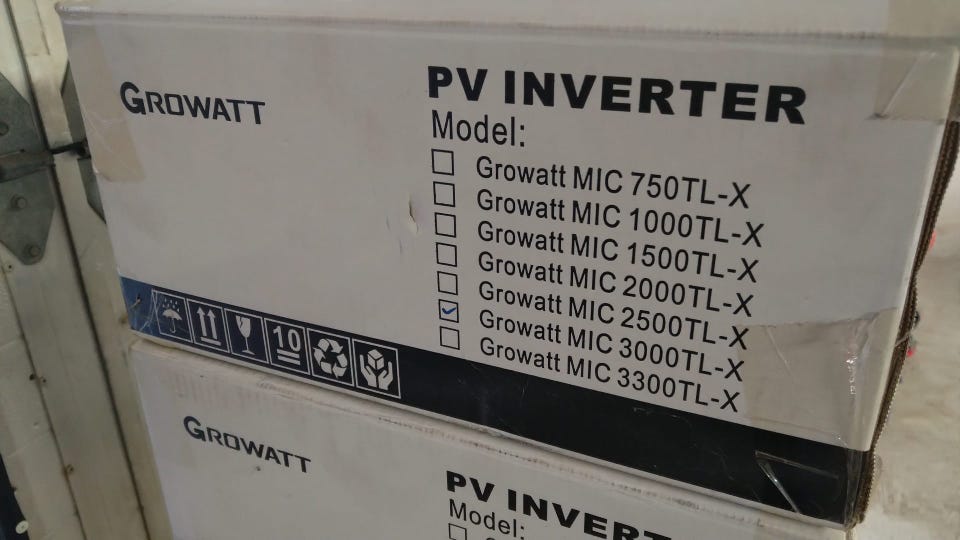 GROWATT
PV INVERTER
Model:
Growatt MIC 750TL-X
Growatt MIC 1000TL-X
Growatt MIC 1500TL-X
Growatt MIC 2000TL-X
Growatt MIC 2500TL-X
Growatt MIC 3000TL-X
Growatt MIC 3300TL-X
10
GROWATT
PV INVERTER
Model: